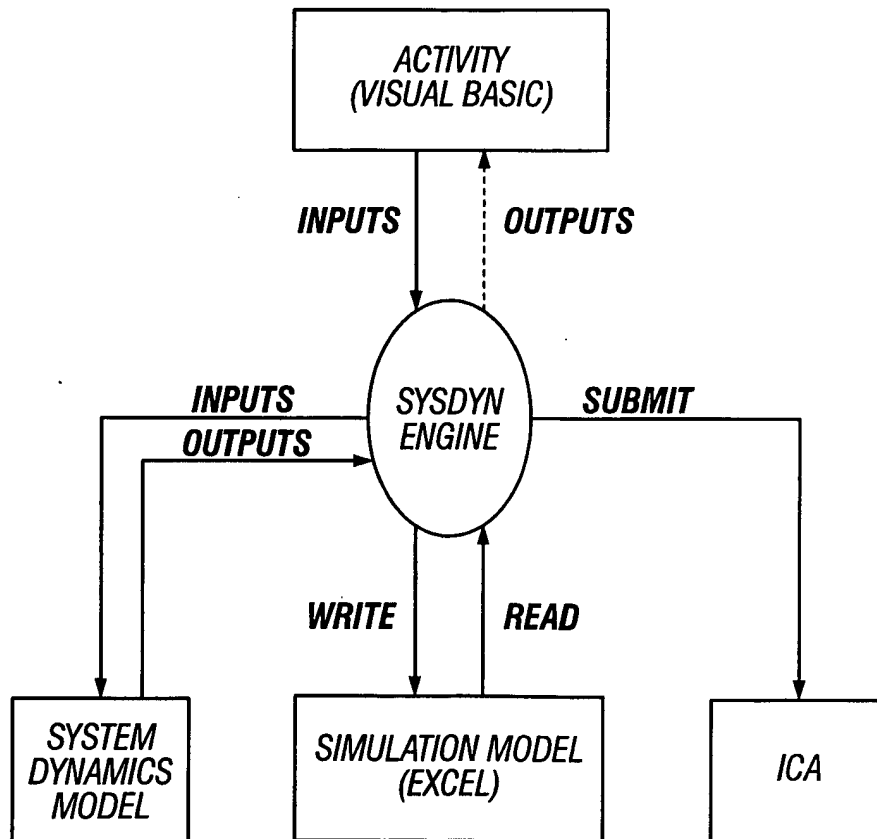 ACTIVITY
(VISUAL BASIC)
INPUTS
OUTPUTS
SYSDYN
ENGINE
INPUTS
OUTPUTS
SUBMIT
WRITE
READ
SYSTEM
DYNAMICS
MODEL
SIMULATION MODEL
(EXCEL)
ICA